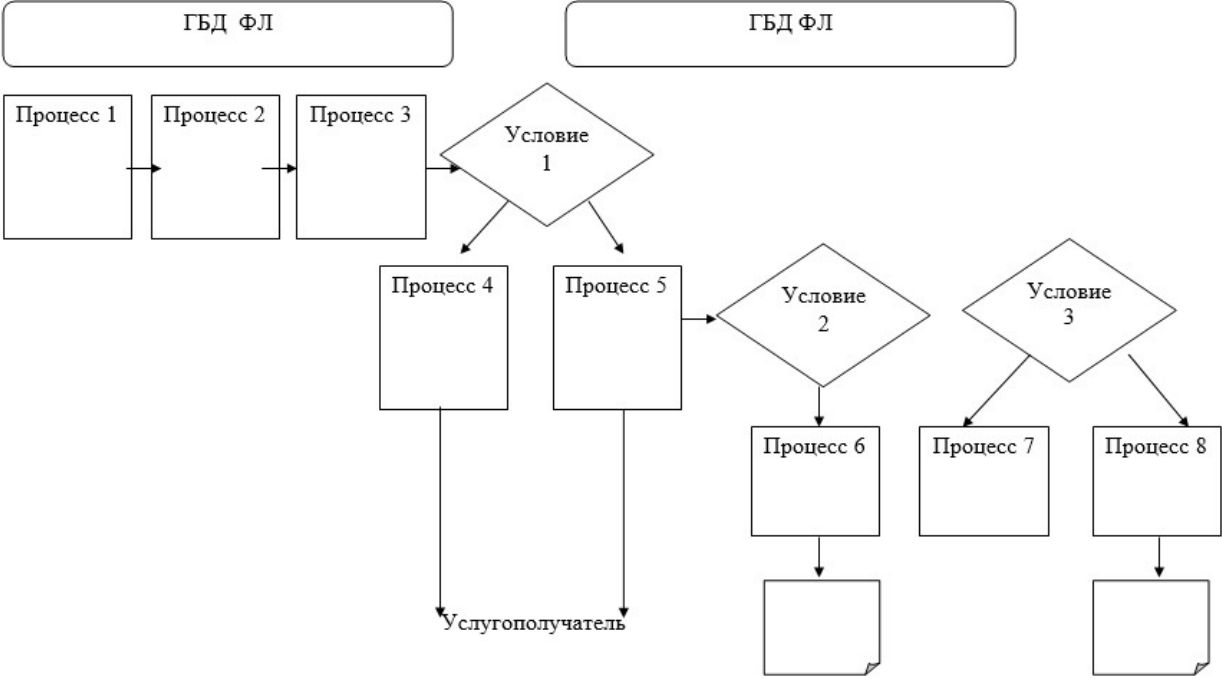 ГБД ФЛ
ГБД ФЛ
Процесс 1
Процесс 2
Процесс 3
Условие
1
Процесс 4
Процесс 5
Условие
2
Условие
3
Процесс 6
Процесс 7
Процесс 8
Услугополучатель